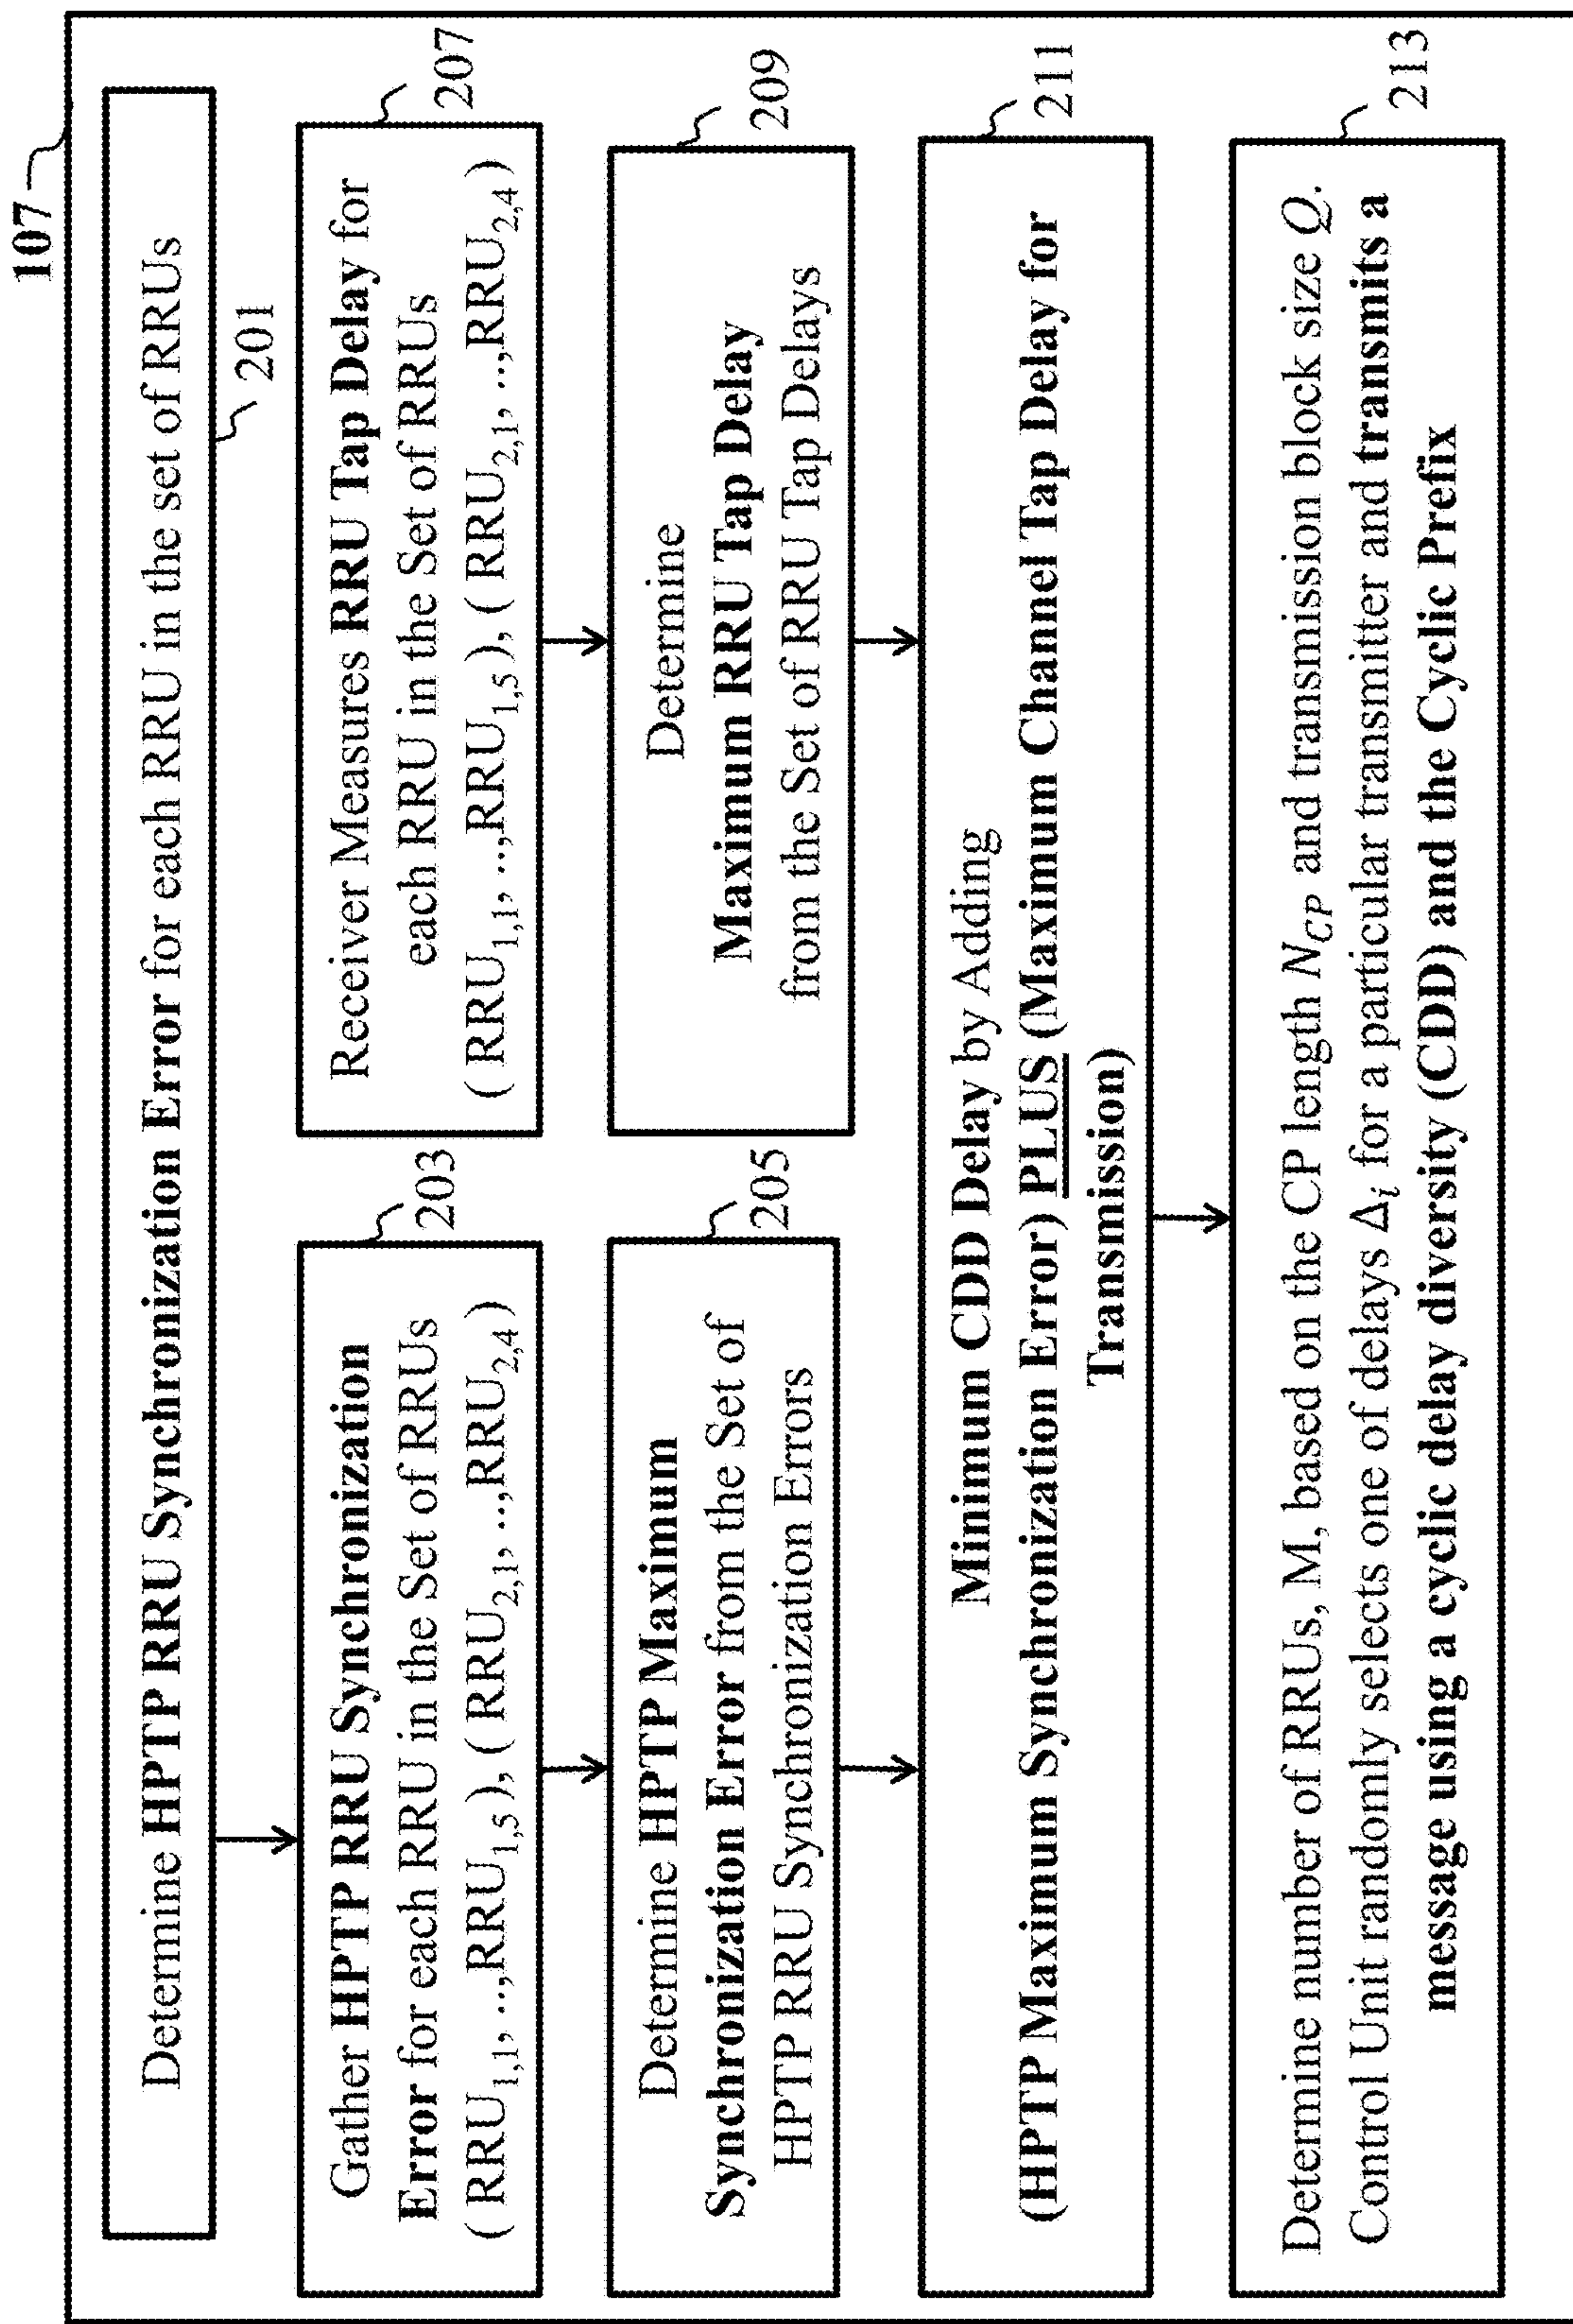 107
Determine HPTP RRU Synchronization Error for each RRU in the set of RRUs
201
Gather HPTP RRU Synchronization
Error for each RRU in the Set of RRUs
( RRU1,1, ..,RRU1,5), ( RRU2,1, ..,RRU2,4)
203
Receiver Measures RRU Tap Delay for
each RRU in the Set of RRUs
( RRU1,1, ..,RRU1,5), ( RRU2,1, ..,RRU2,4)
207
Determine HPTP Maximum
Synchronization Error from the Set of
HPTP RRU Synchronization Errors
205
Determine
Maximum RRU Tap Delay
from the Set of RRU Tap Delays
209
Minimum CDD Delay by Adding
(HPTP Maximum Synchronization Error) PLUS (Maximum Channel Tap Delay for
Transmission)
211
Determine number of RRUs, M, based on the CP length NCP and transmission block size Q.
Control Unit randomly selects one of delays Δi for a particular transmitter and transmits a
message using a cyclic delay diversity (CDD) and the Cyclic Prefix
213